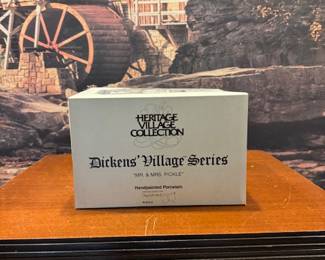 HERITAGE
VILLAGE
COLLECTION
Dickens' Village Series
"MR. & MRS. PICKLE"
Handpainted Porcelain